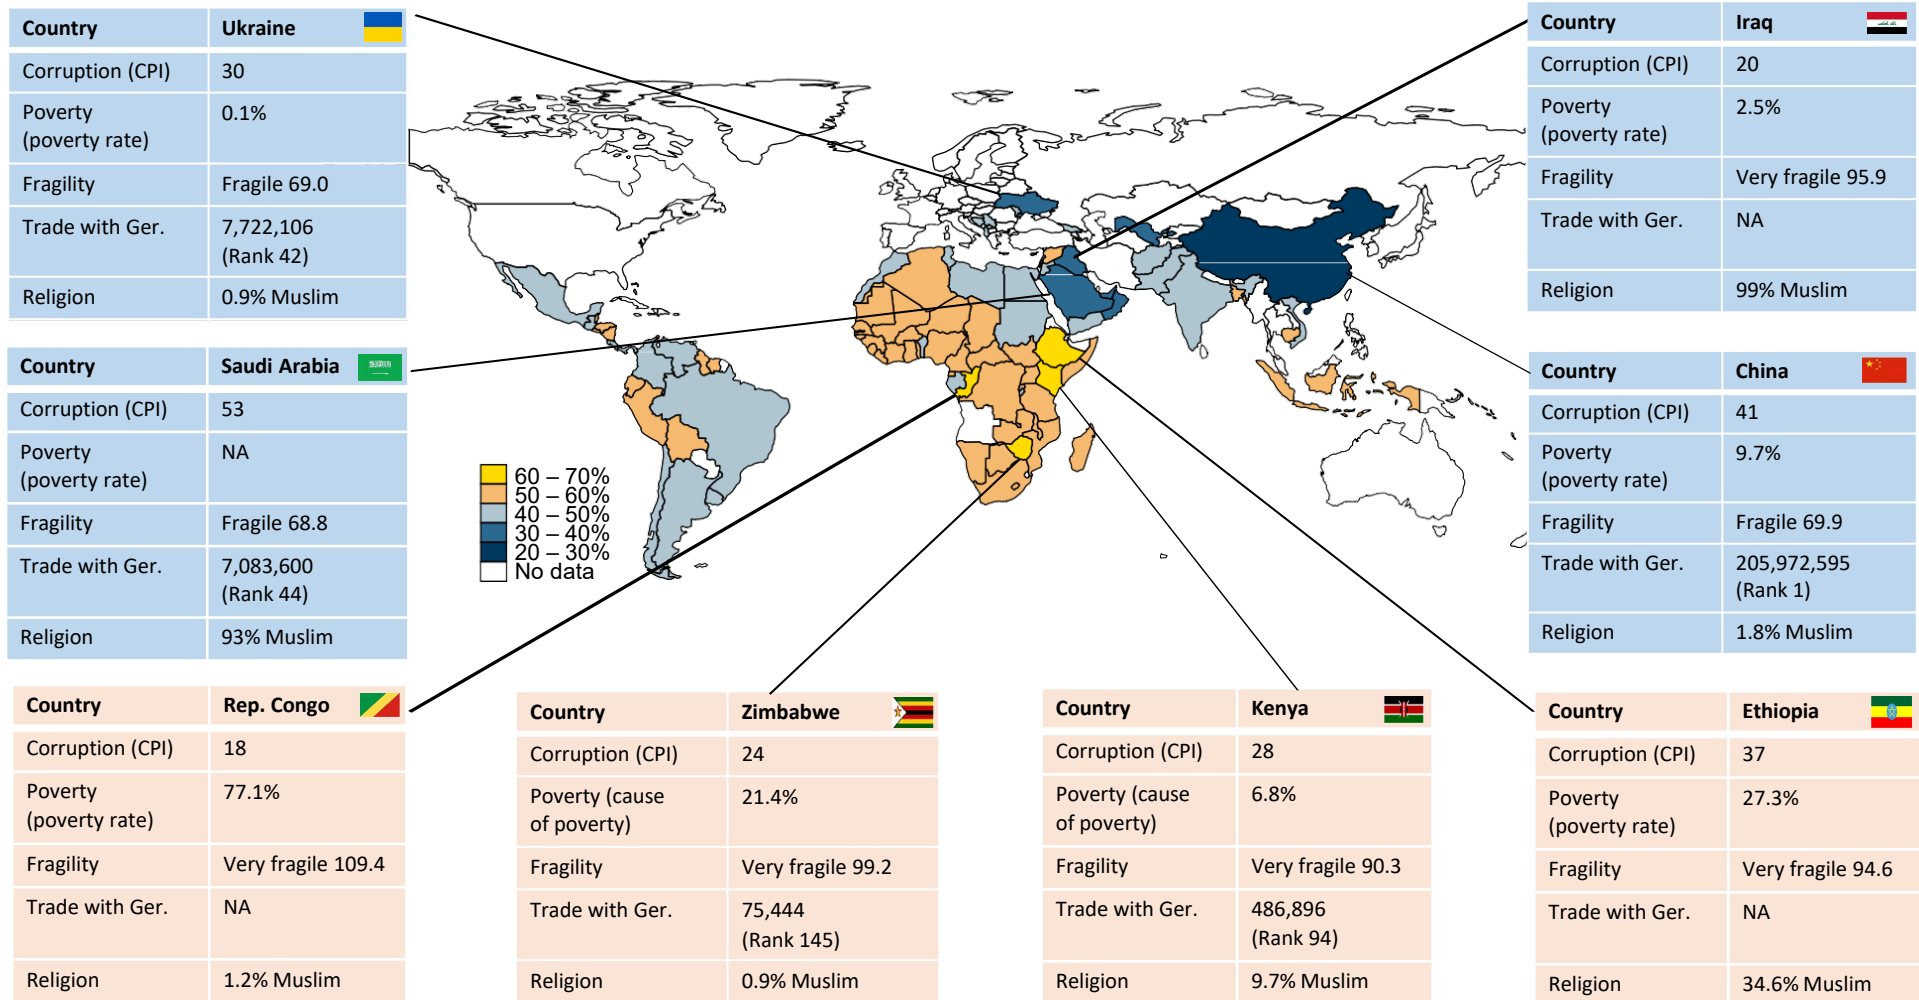 Country Ukraine
Corruption (CPI) 30
Poverty 0.1%
(poverty rate)
Fragility Fragile 69.0
Trade with Ger. 7,722,106
(Rank 42)
Religion 0.9% Muslim
Country Iraq
Corruption (CPI) 20
Poverty 2.5%
(poverty rate)
Fragility Very fragile 95.9
Trade with Ger. NA
Religion 99% Muslim
Country Saudi Arabia
Corruption (CPI) 53
Poverty NA
(poverty rate)
Fragility Fragile 68.8
Trade with Ger. 7,083,600
(Rank 44)
Religion 93% Muslim
60 – 70%
50 – 60%
40 – 50%
30 – 40%
20 – 30%
No data
Country China
Corruption (CPI) 41
Poverty 9.7%
(poverty rate)
Fragility Fragile 69.9
Trade with Ger. 205,972,595
(Rank 1)
Religion 1.8% Muslim
Country Rep. Congo
Corruption (CPI) 18
Poverty 77.1%
(poverty rate)
Fragility Very fragile 109.4
Trade with Ger. NA
Religion 1.2% Muslim
Country Zimbabwe
Corruption (CPI) 24
Poverty (cause 21.4%
of poverty)
Fragility Very fragile 99.2
Trade with Ger. 75,444
(Rank 145)
Religion 0.9% Muslim
Country Kenya
Corruption (CPI) 28
Poverty (cause 6.8%
of poverty)
Fragility Very fragile 90.3
Trade with Ger. 486,896
(Rank 94)
Religion 9.7% Muslim
Country Ethiopia
Corruption (CPI) 37
Poverty 27.3%
(poverty rate)
Fragility Very fragile 94.6
Trade with Ger. NA
Religion 34.6% Muslim